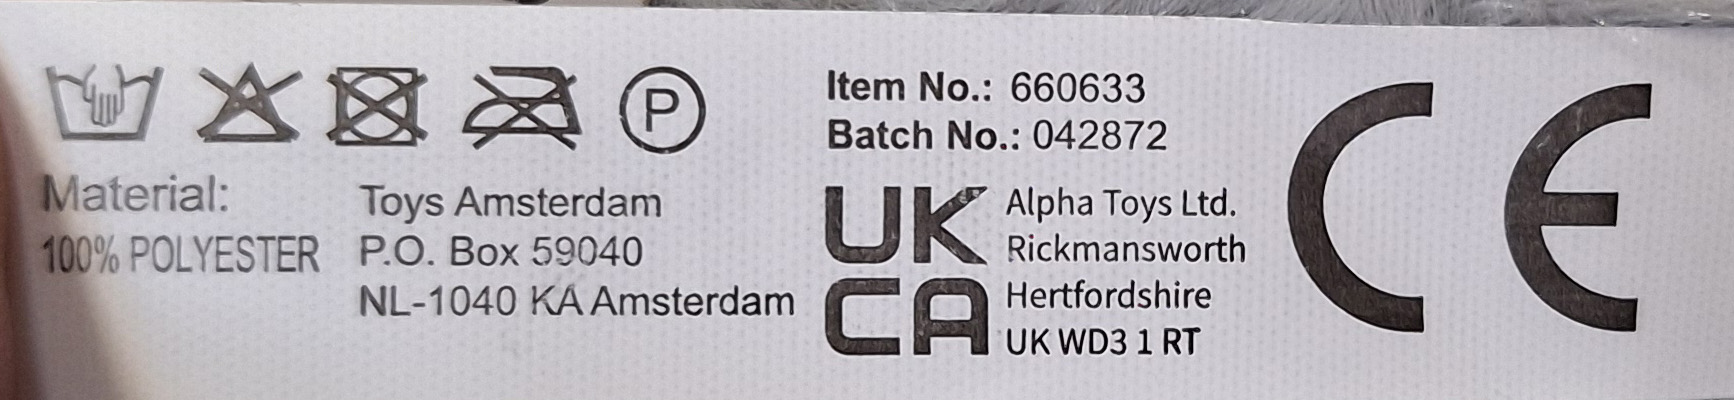 P
Material:
100% POLYESTER
Toys Amsterdam
P.O. Box 59040
NL-1040 KA Amsterdam
Item No.: 660633
Batch No.: 042872
UK
CA
Alpha Toys Ltd.
Rickmansworth
Hertfordshire
UK WD3 1 RT
CE